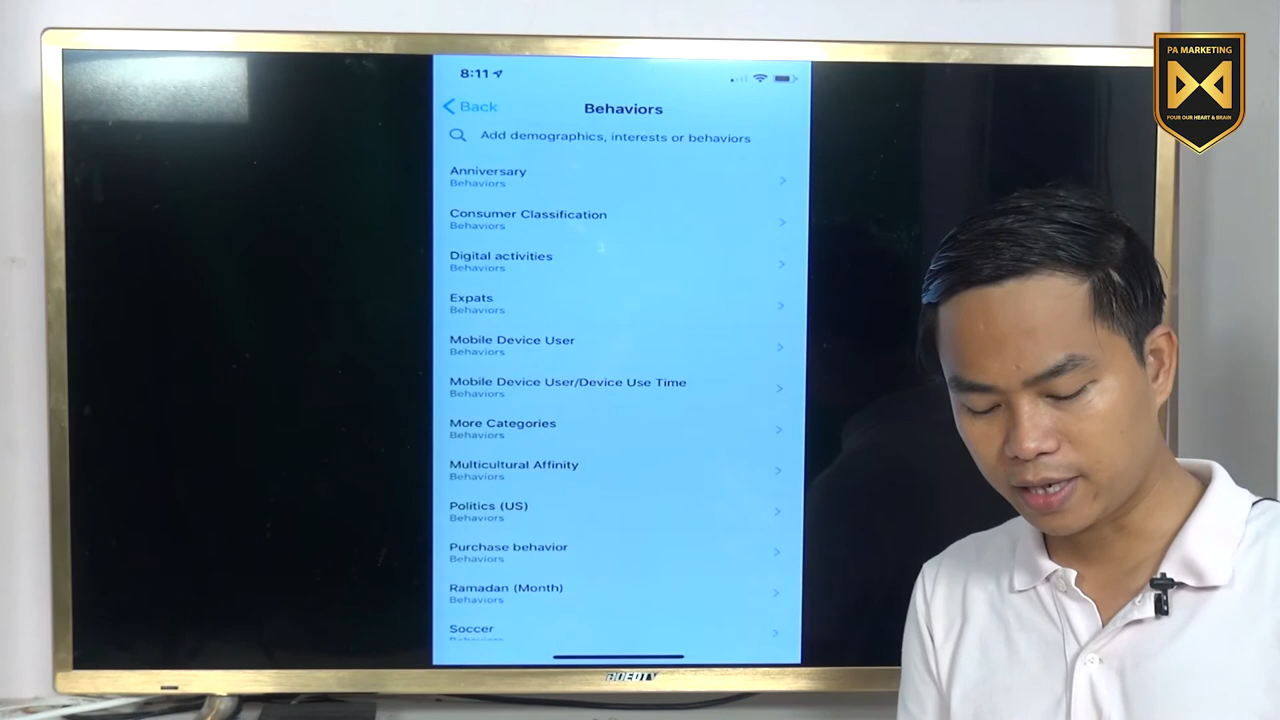 8:11
Back
Behaviors
Add demographics, interests or behaviors
Anniversary
Behaviors
Consumer Classification
Behaviors
Digital activities
Behaviors
Expats
Behaviors
Mobile Device User
Behaviors
Mobile Device User/Device Use Time
Behaviors
More Categories
Behaviors
Multicultural Affinity
Behaviors
Politics (US)
Behaviors
Purchase behavior
Behaviors
Ramadan (Month)
Behaviors
Soccer
Behaviors
PA MARKETING
POUR OUR HEART & BRAIN